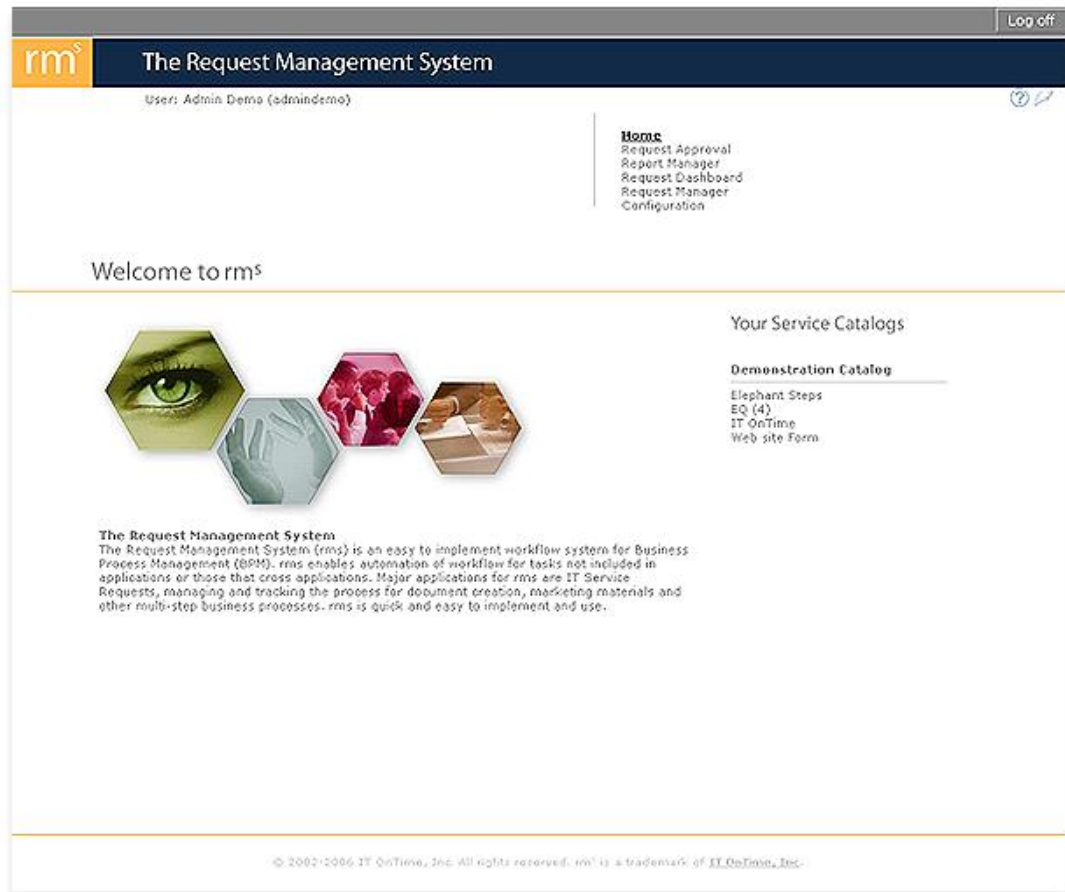 Log off
rms The Request Management System
User: Admin Demo (admindemo)
?
Home
Request Approval
Report Manager
Request Dashboard
Request Manager
Configuration
Welcome to rms
Your Service Catalogs
Demonstration Catalog
Elephant Steps
EQ (4)
IT OnTime
Web site Form
The Request Management System
The Request Management System (rms) is an easy to implement workflow system for Business
Process Management (BPM). rms enables automation of workflow for tasks not included in
applications or those that cross applications. Major applications for rms are IT Service
Requests, managing and tracking the process for document creation, marketing materials and
other multi-step business processes. rms is quick and easy to implement and use.
© 2002-2006 IT OnTime, Inc. All rights reserved. rms is a trademark of IT OnTime, Inc.